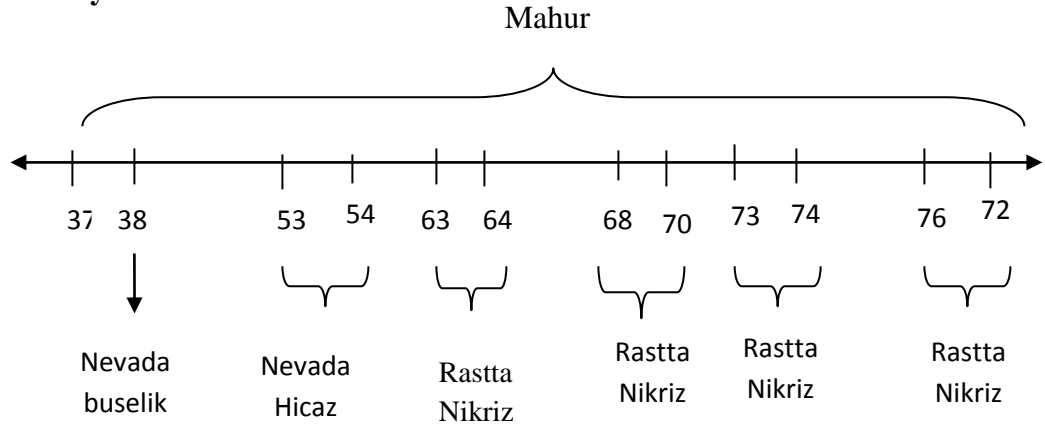 Mahur
37 38 53 54 63 64 68 70 73 74 76 72
Nevada
buselik
Nevada
Hicaz
Rastta
Nikriz
Rastta
Nikriz
Rastta
Nikriz
Rastta
Nikriz